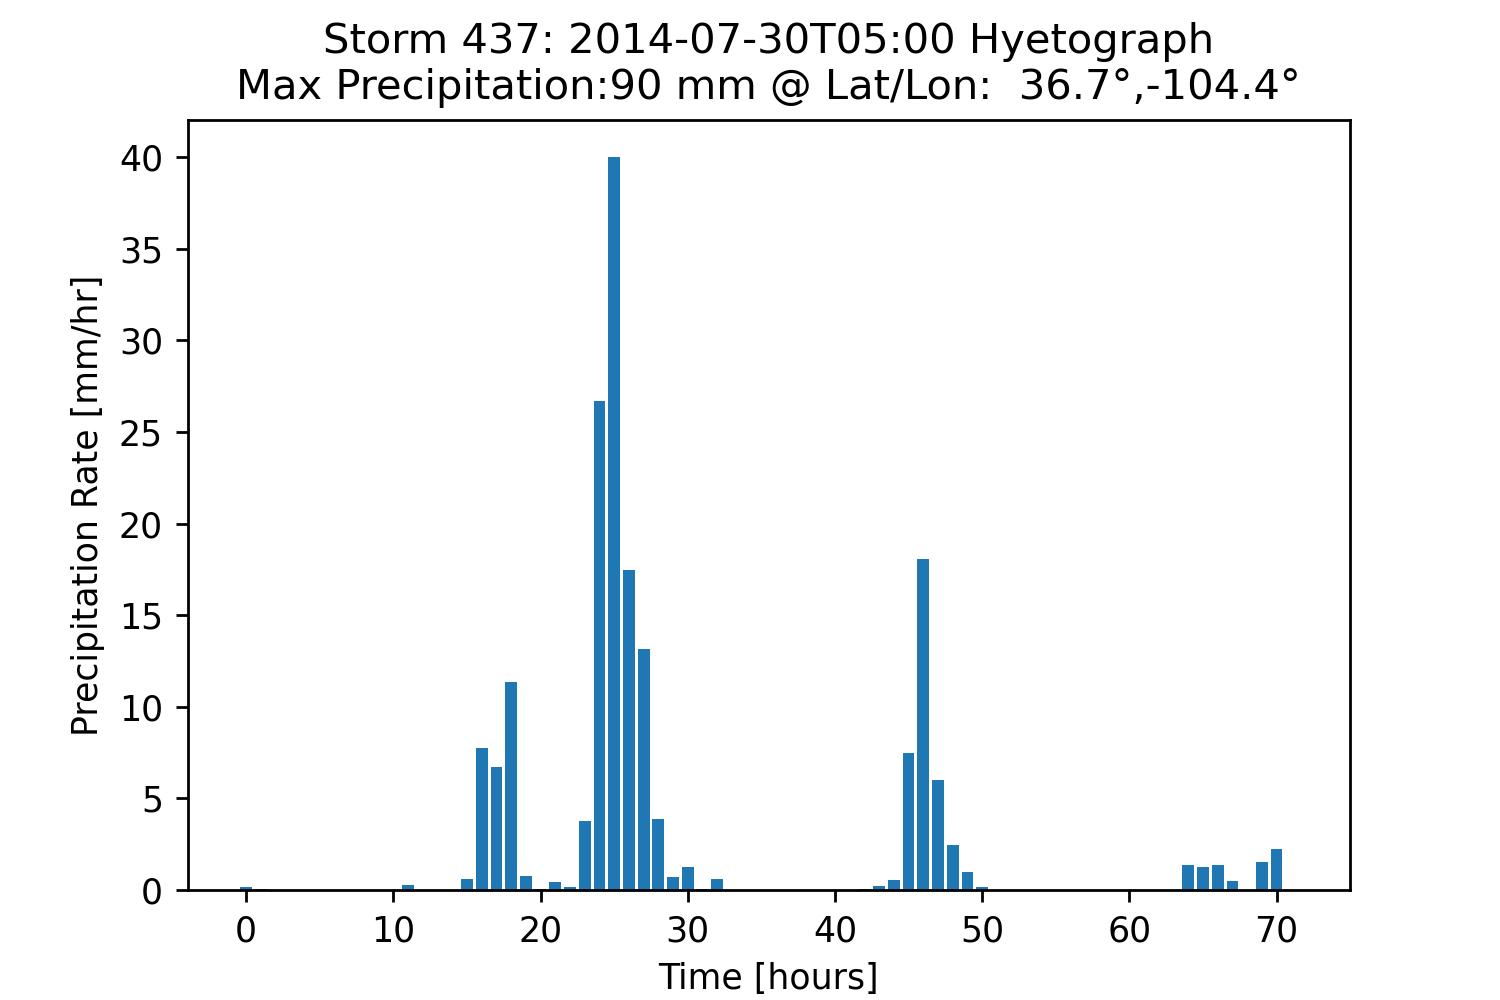 Storm 437: 2014-07-30T05:00 Hyetograph
Max Precipitation:90 mm @ Lat/Lon:  36.7°,-104.4°
Precipitation Rate [mm/hr]
40
35
30
25
20
15
10
5
0
0 10 20 30 40 50 60 70
Time [hours]